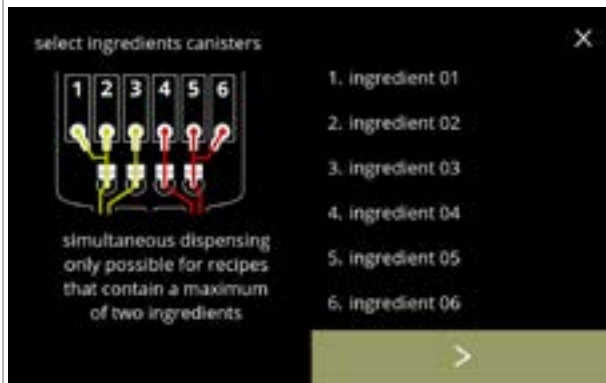 select ingredients canisters
1 2 3 4 5 6
simultaneous dispensing
only possible for recipes
that contain a maximum
of two ingredients
1. ingredient 01
2. ingredient 02
3. ingredient 03
4. ingredient 04
5. ingredient 05
6. ingredient 06